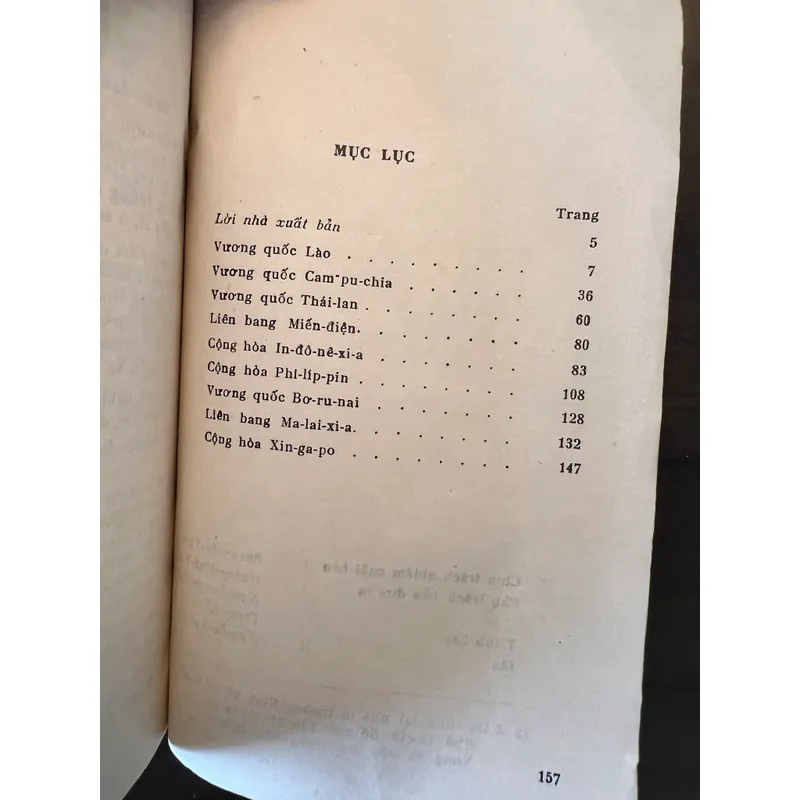 MỤC LỤC
Trang
Lời nhà xuất bản 5
Vương quốc Lào . . . . . . . . . 7
Vương quốc Cam-pu-chia . . . . . . 36
Vương quốc Thái-lan . . . . . . . . 60
Liên bang Miến-điện. . . . . . . . 80
Cộng hòa In-đô-nê-xi-a . . . . . . . 83
Cộng hòa Phi-líp-pin . . . . . . . . 108
Vương quốc Bơ-ru-nai . . . . . . . 128
Liên bang Ma-lai-xi-a. . . . . . . . 132
Cộng hòa Xin-ga-po . . . . . . . 147
157